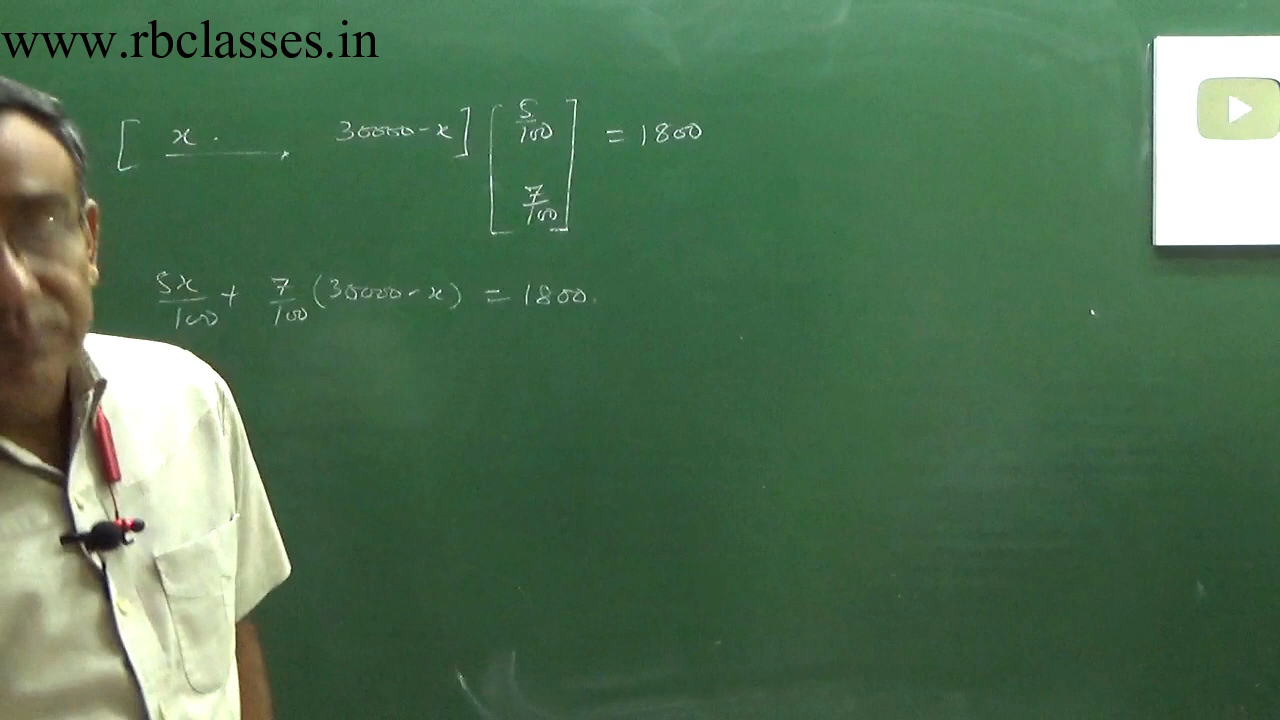 www.rbclasses.in
[ x . 30000-x ] [ 5/100 7/100 ] = 1800
5x/100 + 7/100 (30000-x) = 1800.